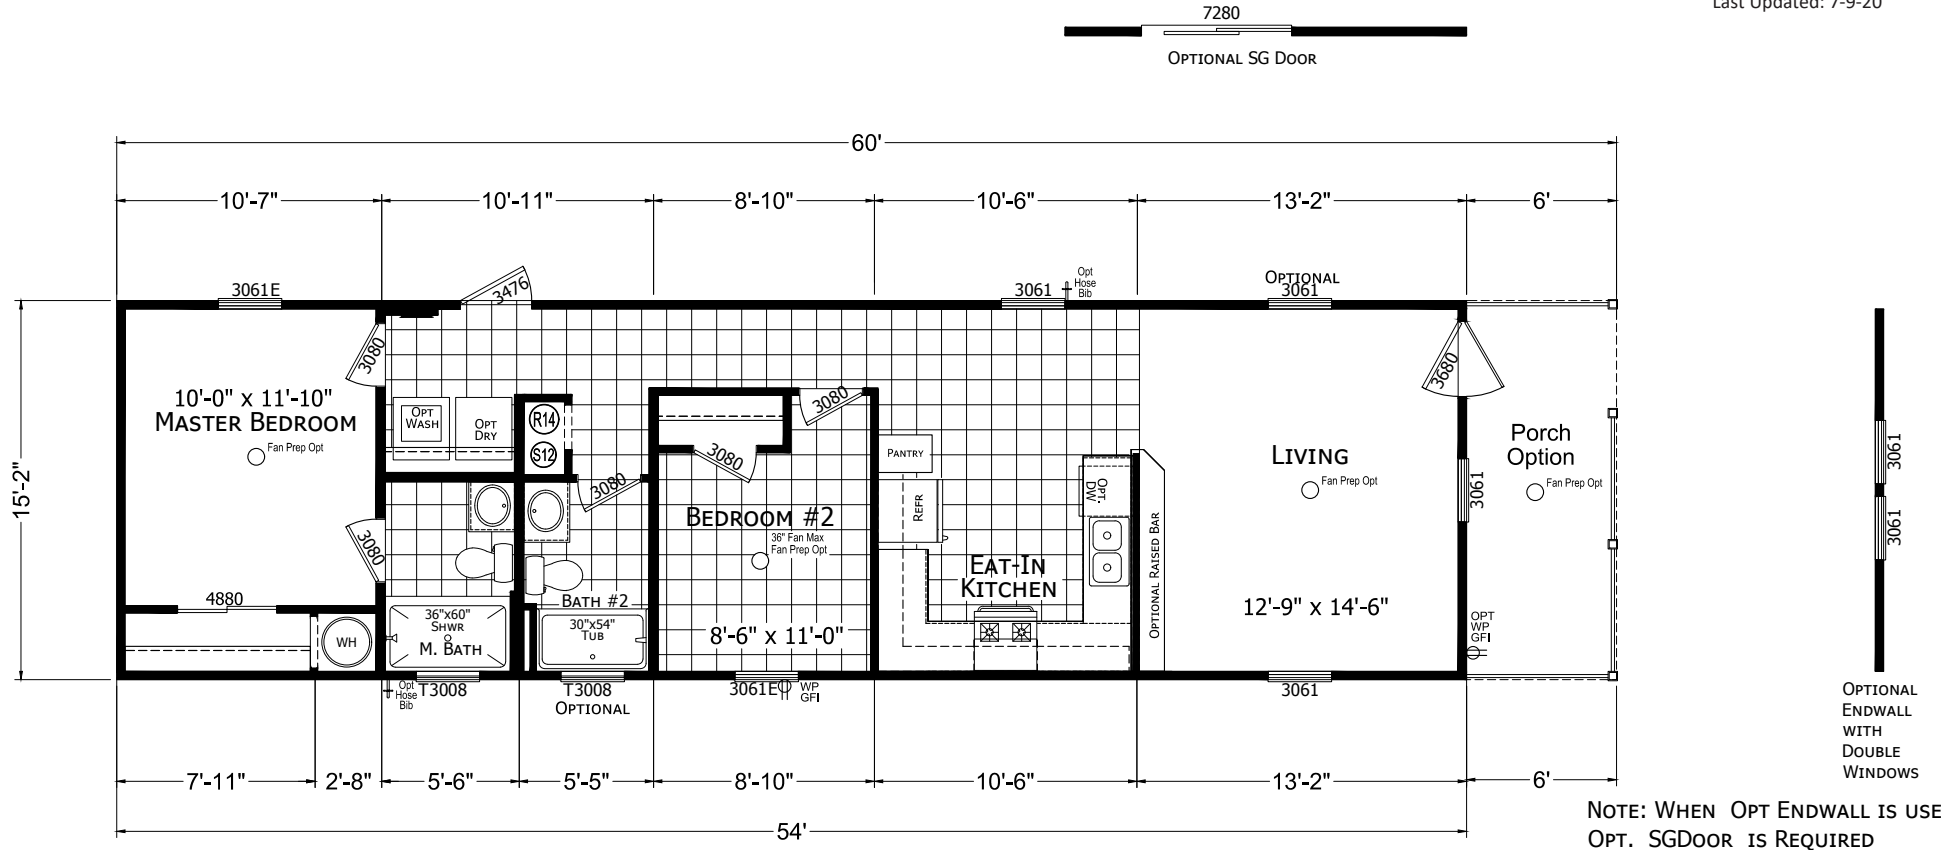 Last Updated: 7-9-20
7280
OPTIONAL SG DOOR
60'
10'-7"
10'-11"
8'-10"
10'-6"
13'-2"
6'
3061E
3476
3061
Opt
Hose
Bib
OPTIONAL
3061
15'-2"
3080
10'-0" x 11'-10"
MASTER BEDROOM
Fan Prep Opt
3080
4880
WH
OPT
WASH
OPT
DRY
R14
S12
3080
36"x60"
SHWR
M. BATH
BATH #2
30"x54"
TUB
3080
3080
BEDROOM #2
36" Fan Max
Fan Prep Opt
8'-6" x 11'-0"
PANTRY
REFR
OPT.
DW
EAT-IN
KITCHEN
OPTIONAL RAISED BAR
LIVING
Fan Prep Opt
12'-9" x 14'-6"
3680
3061
Porch
Option
Fan Prep Opt
OPT
WP
GFI
3061
3061
Opt
Hose
Bib
T3008
T3008
OPTIONAL
3061E
WP
GFI
3061
OPTIONAL
ENDWALL
WITH
DOUBLE
WINDOWS
7'-11"
2'-8"
5'-6"
5'-5"
8'-10"
10'-6"
13'-2"
6'
54'
NOTE: WHEN OPT ENDWALL IS USE
OPT. SGDOOR IS REQUIRED